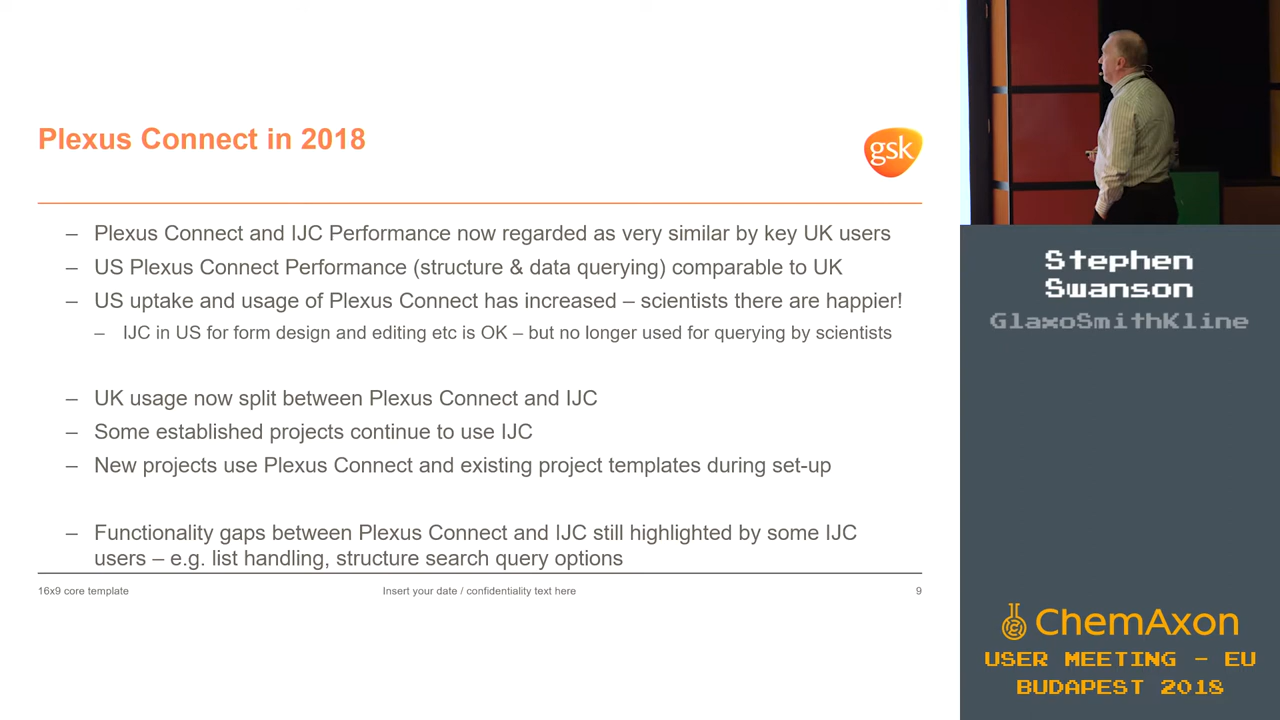 Plexus Connect in 2018
gsk
– Plexus Connect and IJC Performance now regarded as very similar by key UK users
– US Plexus Connect Performance (structure & data querying) comparable to UK
– US uptake and usage of Plexus Connect has increased – scientists there are happier!
– IJC in US for form design and editing etc is OK – but no longer used for querying by scientists
– UK usage now split between Plexus Connect and IJC
– Some established projects continue to use IJC
– New projects use Plexus Connect and existing project templates during set-up
– Functionality gaps between Plexus Connect and IJC still highlighted by some IJC
users – e.g. list handling, structure search query options
16x9 core template
Insert your date / confidentiality text here
9
Stephen
Swanson
GlaxoSmithKline
ChemAxon
USER MEETING - EU
BUDAPEST 2018